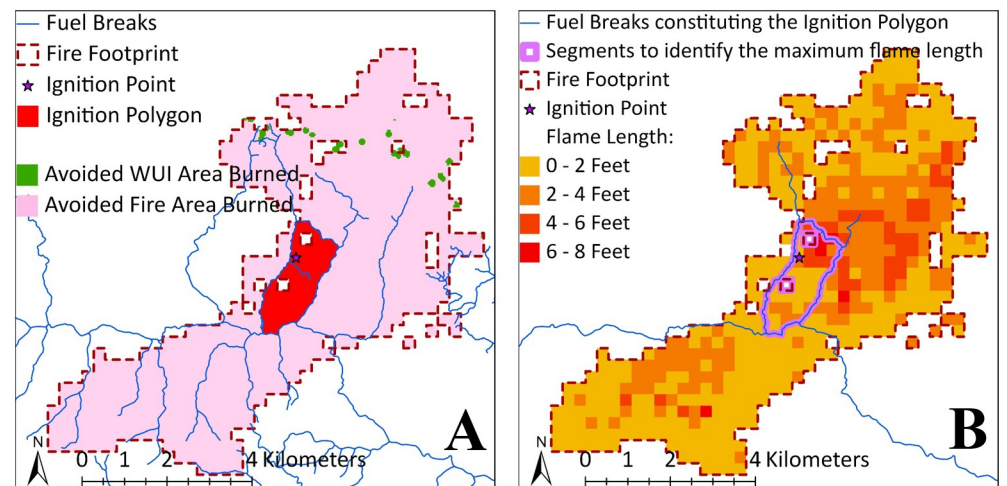 Fuel Breaks
Fire Footprint
Ignition Point
Ignition Polygon
Avoided WUI Area Burned
Avoided Fire Area Burned
N
0 1 2 4 Kilometers
A
Fuel Breaks constituting the Ignition Polygon
Segments to identify the maximum flame length
Fire Footprint
Ignition Point
Flame Length:
0 - 2 Feet
2 - 4 Feet
4 - 6 Feet
6 - 8 Feet
N
0 1 2 4 Kilometers
B